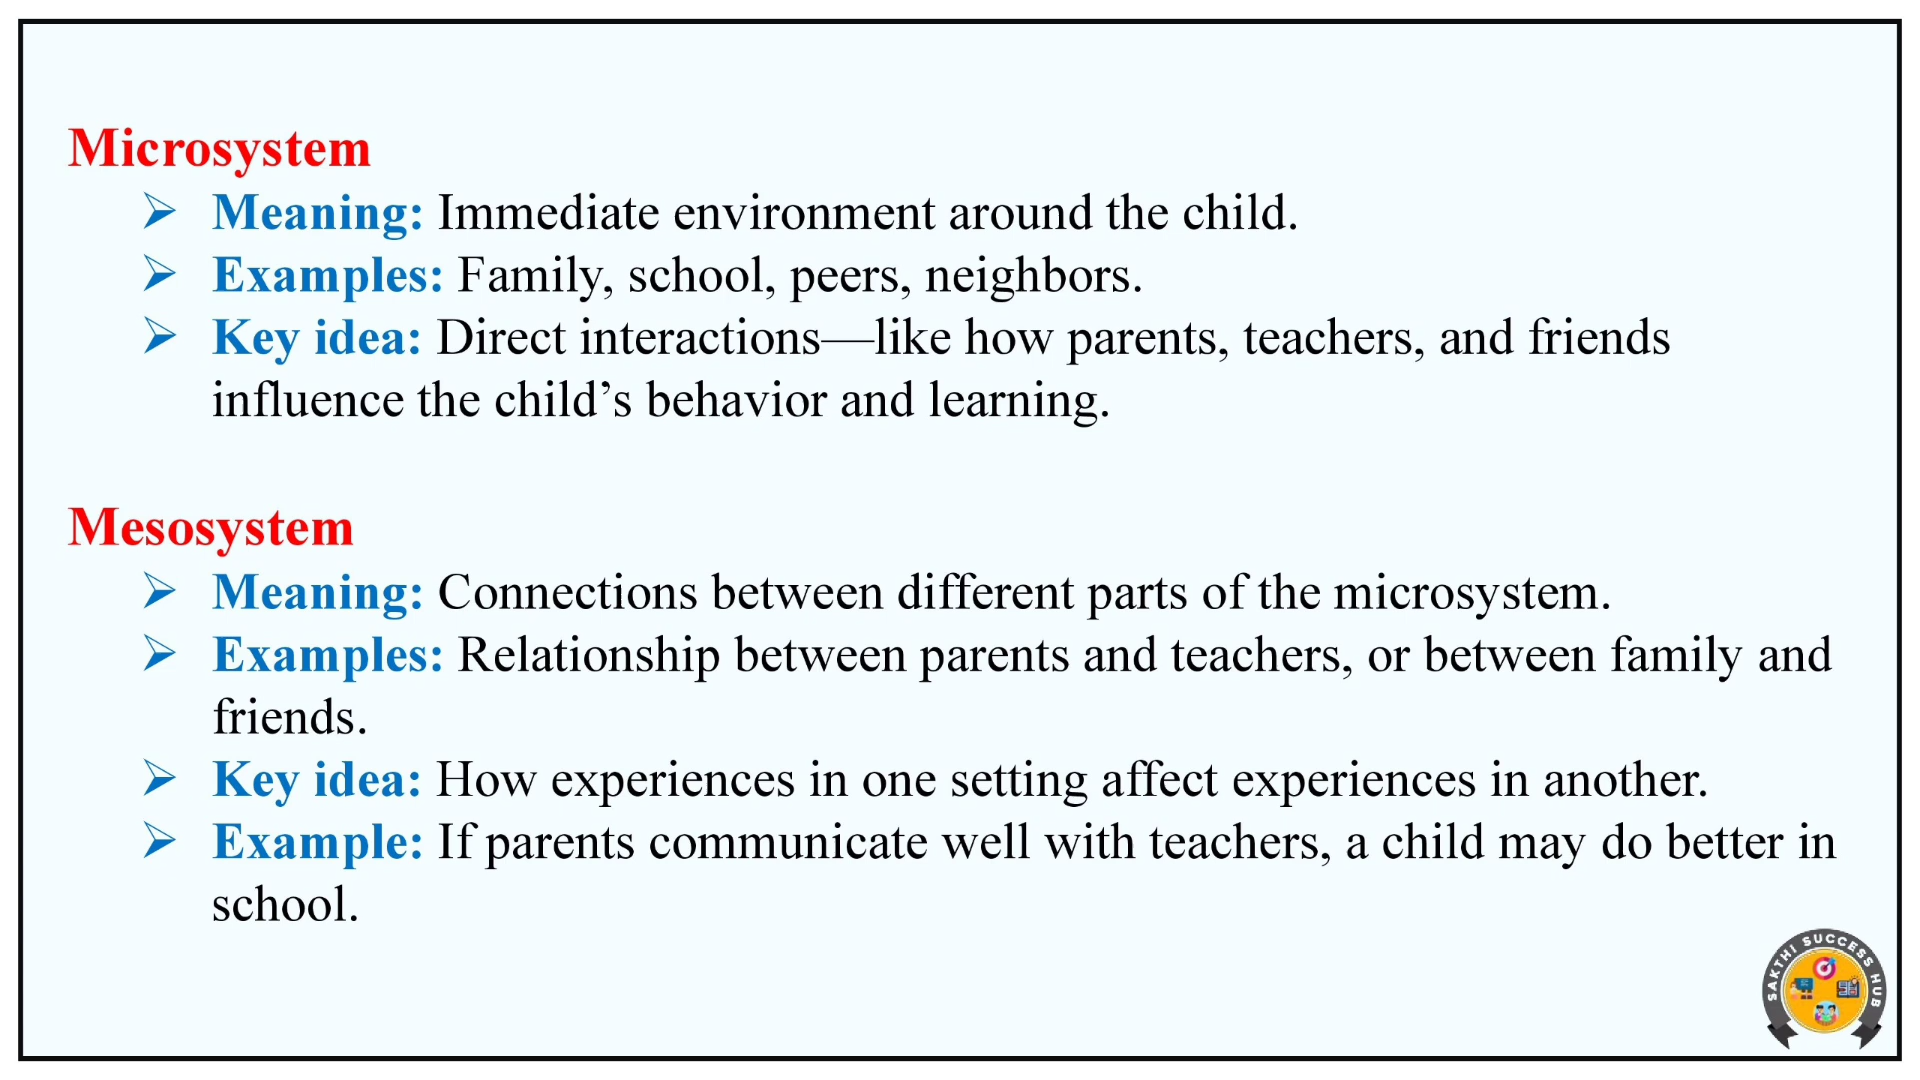 Microsystem
➢ Meaning: Immediate environment around the child.
➢ Examples: Family, school, peers, neighbors.
➢ Key idea: Direct interactions—like how parents, teachers, and friends
influence the child’s behavior and learning.
Mesosystem
➢ Meaning: Connections between different parts of the microsystem.
➢ Examples: Relationship between parents and teachers, or between family and
friends.
➢ Key idea: How experiences in one setting affect experiences in another.
➢ Example: If parents communicate well with teachers, a child may do better in
school.
SAKTHI SUCCESS HUB